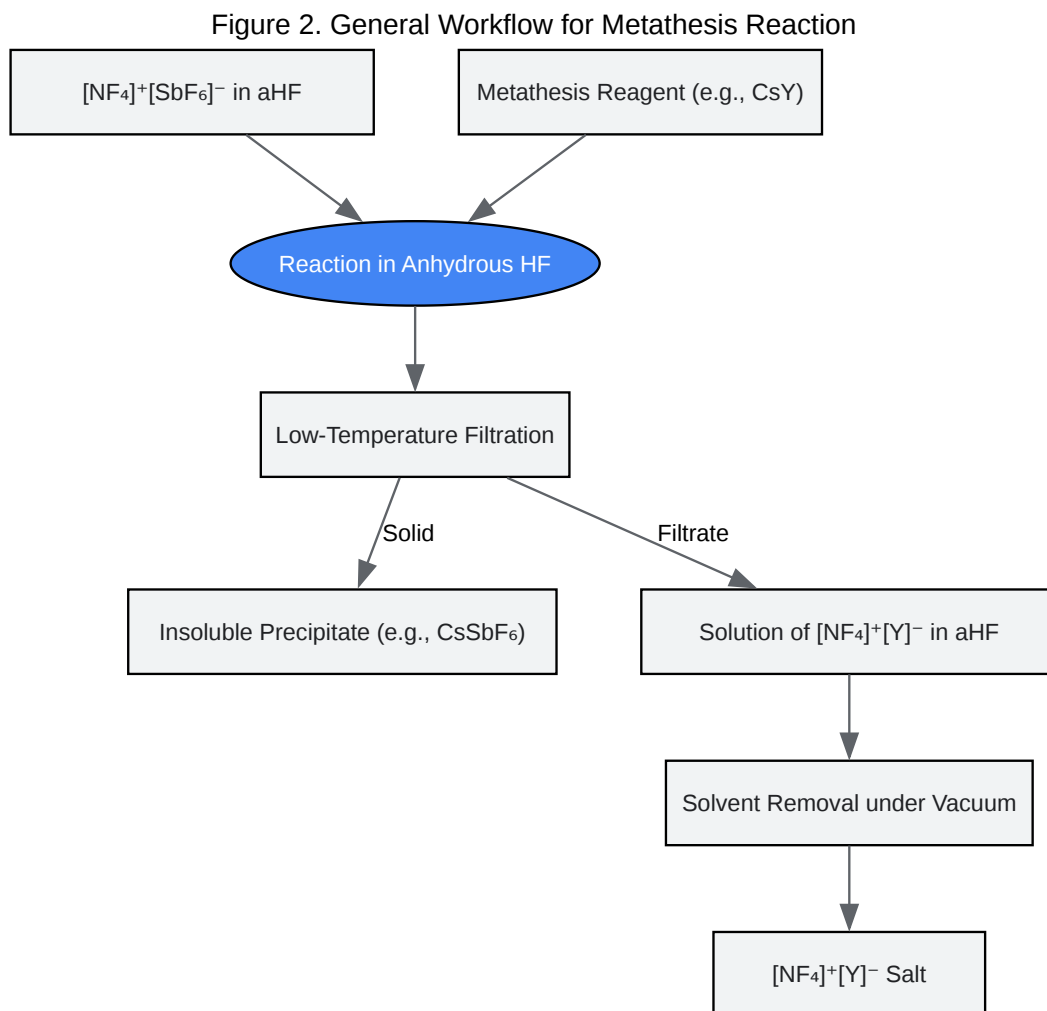 Figure 2. General Workflow for Metathesis Reaction
[NF₄]⁺[SbF₆]⁻ in aHF
Metathesis Reagent (e.g., CsY)
Reaction in Anhydrous HF
Low-Temperature Filtration
Solid
Filtrate
Insoluble Precipitate (e.g., CsSbF₆)
Solution of [NF₄]⁺[Y]⁻ in aHF
Solvent Removal under Vacuum
[NF₄]⁺[Y]⁻ Salt